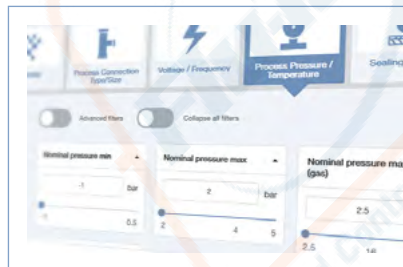 Process Connection
Type/Size
Voltage / Frequency
Process Pressure /
Temperature
Sealing
Advanced filters
Collapse all filters
Nominal pressure min
-1
bar
0.5
Nominal pressure max
2
bar
2
4
5
Nominal pressure ma
(gas)
2.5
2.5
16